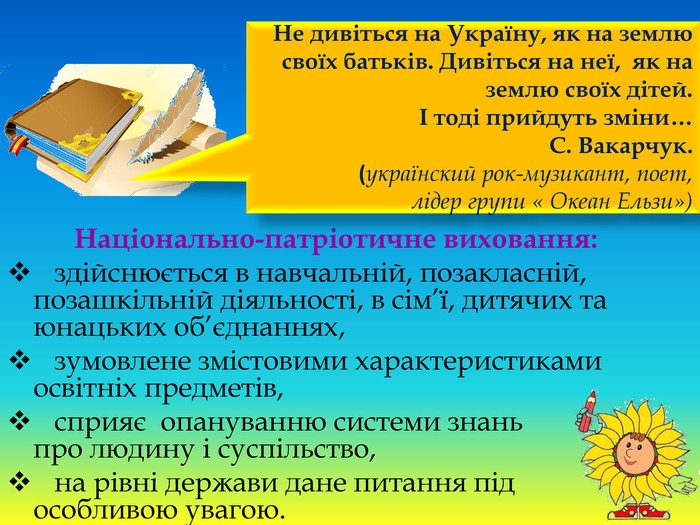 Не дивіться на Україну, як на землю
своїх батьків. Дивіться на неї, як на
землю своїх дітей.
І тоді прийдуть зміни…
С. Вакарчук.
(українский рок-музикант, поет,
лідер групи « Океан Ельзи»)
Національно-патріотичне виховання:
❖ здійснюється в навчальній, позакласній,
позашкільній діяльності, в сім’ї, дитячих та
юнацьких об’єднаннях,
❖ зумовлене змістовими характеристиками
освітніх предметів,
❖ сприяє опануванню системи знань
про людину і суспільство,
❖ на рівні держави дане питання під
особливою увагою.